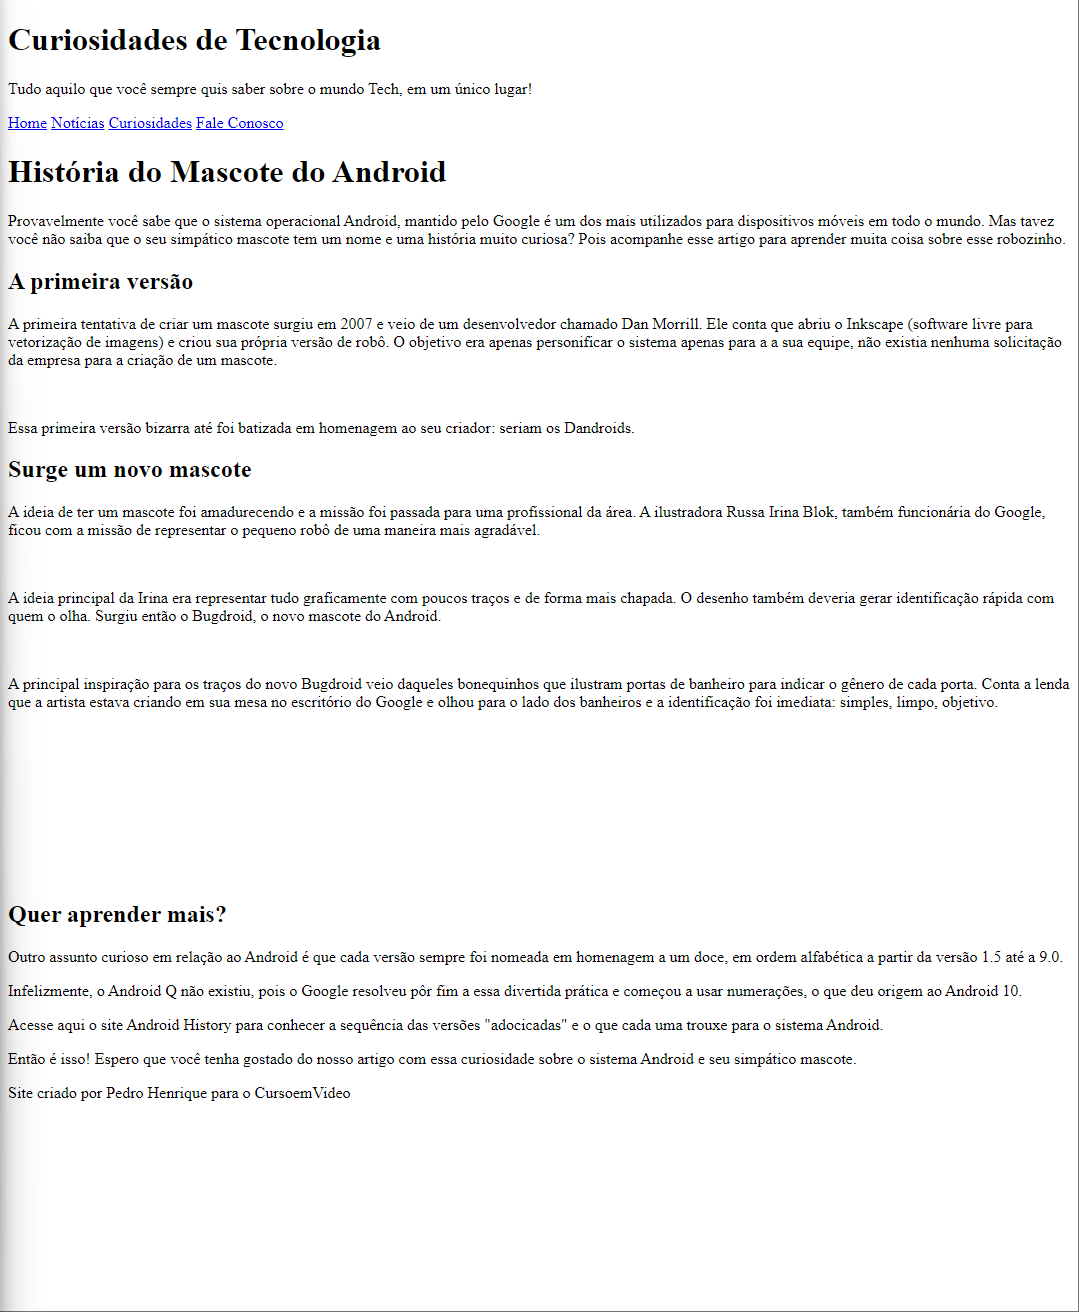 Curiosidades de Tecnologia
Tudo aquilo que você sempre quis saber sobre o mundo Tech, em um único lugar!
Home Notícias Curiosidades Fale Conosco
História do Mascote do Android
Provavelmente você sabe que o sistema operacional Android, mantido pelo Google é um dos mais utilizados para dispositivos móveis em todo o mundo. Mas tavez
você não saiba que o seu simpático mascote tem um nome e uma história muito curiosa? Pois acompanhe esse artigo para aprender muita coisa sobre esse robozinho.
A primeira versão
A primeira tentativa de criar um mascote surgiu em 2007 e veio de um desenvolvedor chamado Dan Morrill. Ele conta que abriu o Inkscape (software livre para
vetorização de imagens) e criou sua própria versão de robô. O objetivo era apenas personificar o sistema apenas para a a sua equipe, não existia nenhuma solicitação
da empresa para a criação de um mascote.
Essa primeira versão bizarra até foi batizada em homenagem ao seu criador: seriam os Dandroids.
Surge um novo mascote
A ideia de ter um mascote foi amadurecendo e a missão foi passada para uma profissional da área. A ilustradora Russa Irina Blok, também funcionária do Google,
ficou com a missão de representar o pequeno robô de uma maneira mais agradável.
A ideia principal da Irina era representar tudo graficamente com poucos traços e de forma mais chapada. O desenho também deveria gerar identificação rápida com
quem o olha. Surgiu então o Bugdroid, o novo mascote do Android.
A principal inspiração para os traços do novo Bugdroid veio daqueles bonequinhos que ilustram portas de banheiro para indicar o gênero de cada porta. Conta a lenda
que a artista estava criando em sua mesa no escritório do Google e olhou para o lado dos banheiros e a identificação foi imediata: simples, limpo, objetivo.
Quer aprender mais?
Outro assunto curioso em relação ao Android é que cada versão sempre foi nomeada em homenagem a um doce, em ordem alfabética a partir da versão 1.5 até a 9.0.
Infelizmente, o Android Q não existiu, pois o Google resolveu pôr fim a essa divertida prática e começou a usar numerações, o que deu origem ao Android 10.
Acesse aqui o site Android History para conhecer a sequência das versões "adocicadas" e o que cada uma trouxe para o sistema Android.
Então é isso! Espero que você tenha gostado do nosso artigo com essa curiosidade sobre o sistema Android e seu simpático mascote.
Site criado por Pedro Henrique para o CursoemVideo